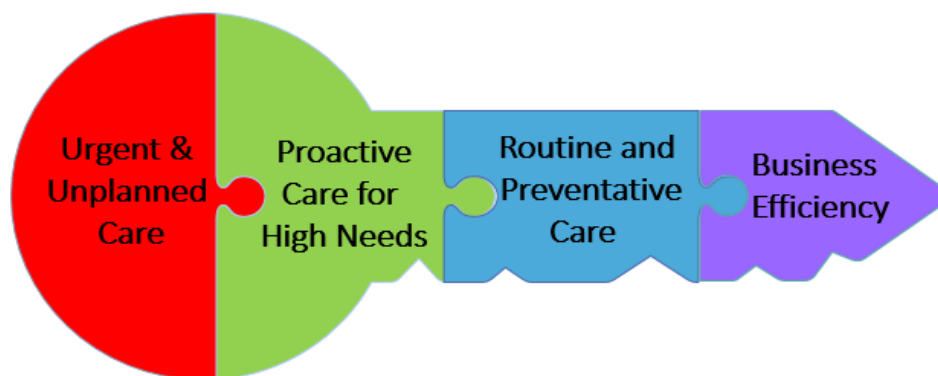 Urgent &
Unplanned
Care
Proactive
Care for
High Needs
Routine and
Preventative
Care
Business
Efficiency